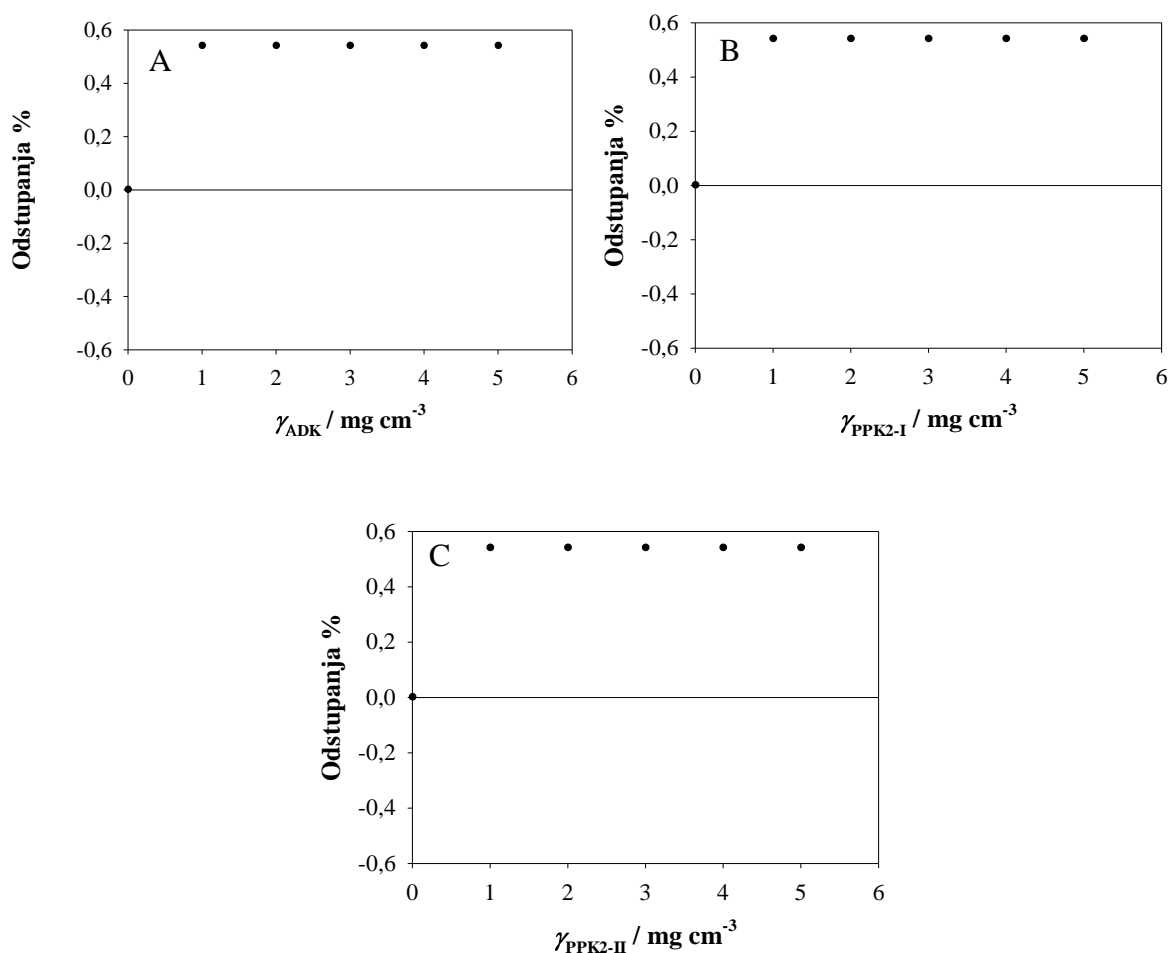 A
Odstupanja %
0,6
0,4
0,2
0,0
-0,2
-0,4
-0,6
0 1 2 3 4 5 6
γADK / mg cm-3
B
Odstupanja %
0,6
0,4
0,2
0,0
-0,2
-0,4
-0,6
0 1 2 3 4 5 6
γPPK2-I / mg cm-3
C
Odstupanja %
0,6
0,4
0,2
0,0
-0,2
-0,4
-0,6
0 1 2 3 4 5 6
γPPK2-II / mg cm-3